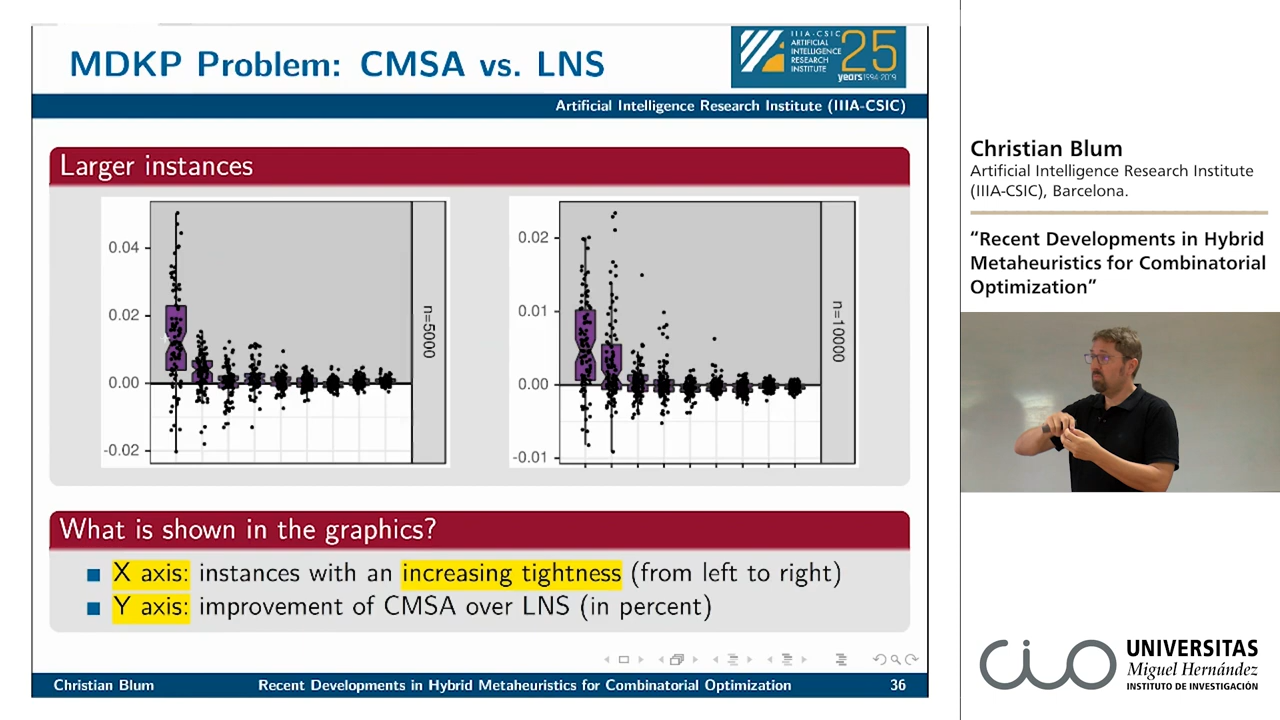 MDKP Problem: CMSA vs. LNS
IIIA-CSIC
ARTIFICIAL
INTELLIGENCE
RESEARCH
INSTITUTE
25
years 1994-2019
Artificial Intelligence Research Institute (IIIA-CSIC)
Larger instances
0.04
0.02
0.00
-0.02
n=5000
0.02
0.01
0.00
-0.01
n=10000
What is shown in the graphics?
X axis: instances with an increasing tightness (from left to right)
Y axis: improvement of CMSA over LNS (in percent)
Christian Blum
Recent Developments in Hybrid Metaheuristics for Combinatorial Optimization
36
Christian Blum
Artificial Intelligence Research Institute
(IIIA-CSIC), Barcelona.
“Recent Developments in Hybrid
Metaheuristics for Combinatorial
Optimization”
cio
UNIVERSITAS
Miguel Hernández
INSTITUTO DE INVESTIGACIÓN